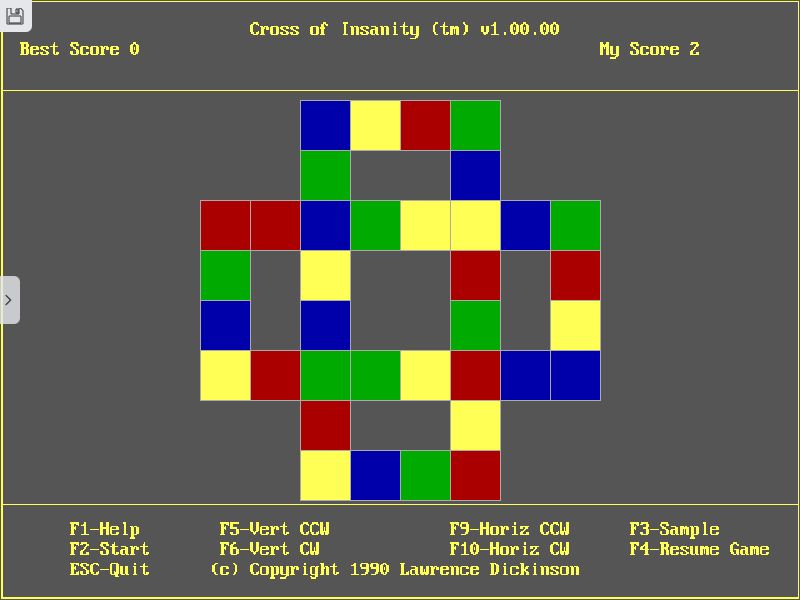 Cross of Insanity (tm) v1.00.00
Best Score 0 My Score 2
F1-Help F5-Vert CCW F9-Horiz CCW F3-Sample
F2-Start F6-Vert CW F10-Horiz CW F4-Resume Game
ESC-Quit (c) Copyright 1990 Lawrence Dickinson